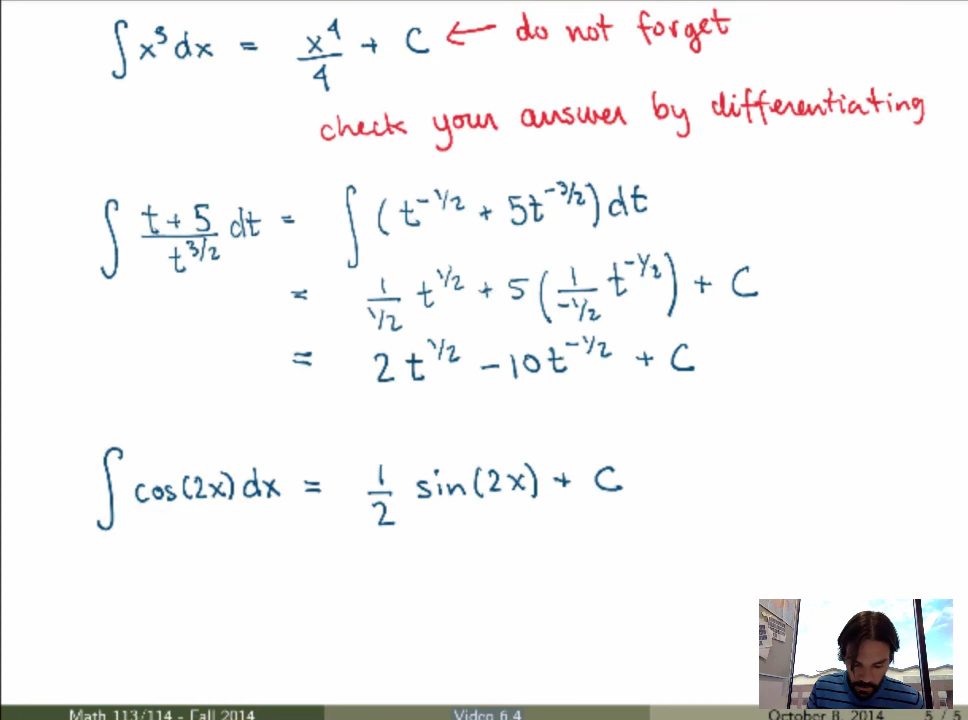 ∫ x³ dx = x⁴/4 + C ← do not forget
check your answer by differentiating
∫ (t + 5)/t^(3/2) dt = ∫ (t^(-1/2) + 5t^(-3/2)) dt
= 1/(1/2) t^(1/2) + 5 (1/(-1/2) t^(-1/2)) + C
= 2t^(1/2) - 10t^(-1/2) + C
∫ cos(2x) dx = 1/2 sin(2x) + C
Math 113/114 - Fall 2014 Video 6.4 October 8, 2014 5 / 5